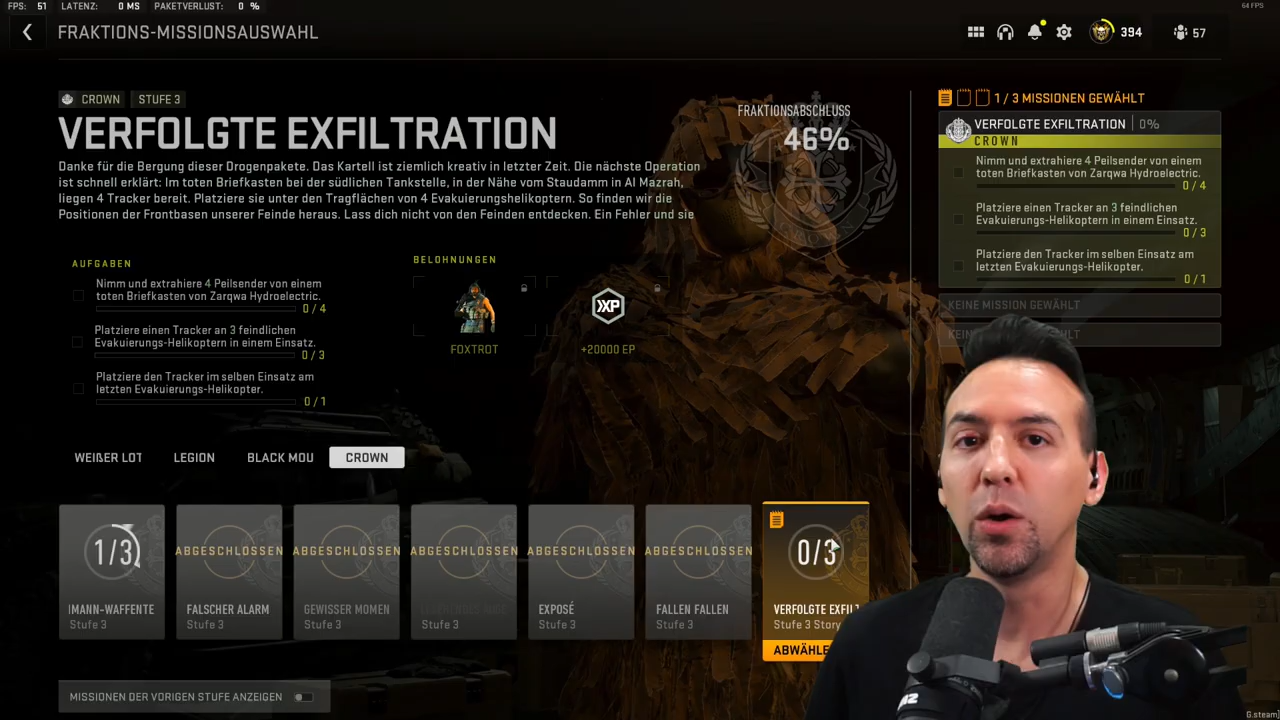 FPS: 51 LATENZ: 0 MS PAKETVERLUST: 0 %
64 FPS
FRAKTIONS-MISSIONSAUSWAHL
394
57
CROWN STUFE 3
VERFOLGTE EXFILTRATION
Danke für die Bergung dieser Drogenpakete. Das Kartell ist ziemlich kreativ in letzter Zeit. Die nächste Operation
ist schnell erklärt: Im toten Briefkasten bei der südlichen Tankstelle, in der Nähe vom Staudamm in Al Mazrah,
liegen 4 Tracker bereit. Platziere sie unter den Tragflächen von 4 Evakuierungshelikoptern. So finden wir die
Positionen der Frontbasen unserer Feinde heraus. Lass dich nicht von den Feinden entdecken. Ein Fehler und sie
FRAKTIONSABSCHLUSS
46%
AUFGABEN
Nimm und extrahiere 4 Peilsender von einem
toten Briefkasten von Zarqwa Hydroelectric.
0/4
Platziere einen Tracker an 3 feindlichen
Evakuierungs-Helikoptern in einem Einsatz.
0/3
Platziere den Tracker im selben Einsatz am
letzten Evakuierungs-Helikopter.
0/1
BELOHNUNGEN
FOXTROT
XP
+20000 EP
1 / 3 MISSIONEN GEWÄHLT
VERFOLGTE EXFILTRATION 0%
CROWN
Nimm und extrahiere 4 Peilsender von einem
toten Briefkasten von Zarqwa Hydroelectric.
0/4
Platziere einen Tracker an 3 feindlichen
Evakuierungs-Helikoptern in einem Einsatz.
0/3
Platziere den Tracker im selben Einsatz am
letzten Evakuierungs-Helikopter.
0/1
KEINE MISSION GEWÄHLT
WEIẞER LOT LEGION BLACK MOU CROWN
1/3
IMANN-WAFFENTE
Stufe 3
ABGESCHLOSSEN
FALSCHER ALARM
Stufe 3
ABGESCHLOSSEN
GEWISSER MOMEN
Stufe 3
ABGESCHLOSSEN
Stufe 3
ABGESCHLOSSEN
EXPOSÉ
Stufe 3
ABGESCHLOSSEN
FALLEN FALLEN
Stufe 3
0/3
VERFOLGTE EXFIL
Stufe 3 Story
ABWÄHLE
MISSIONEN DER VORIGEN STUFE ANZEIGEN
G.steam]